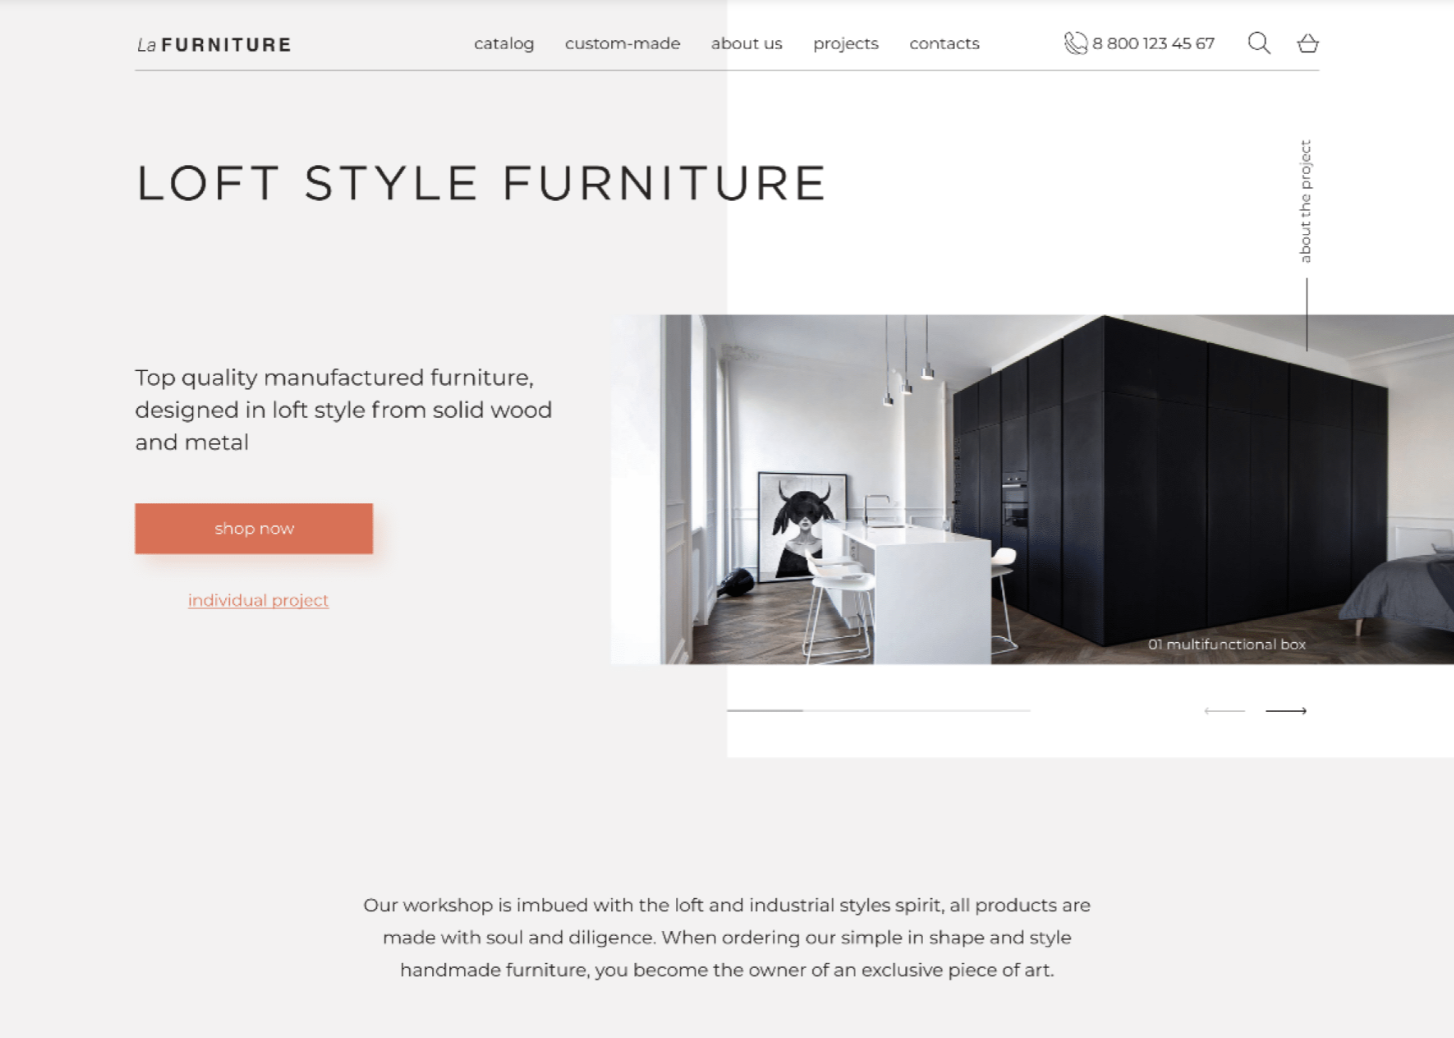 La FURNITURE
catalog custom-made about us projects contacts
8 800 123 45 67
LOFT STYLE FURNITURE
about the project
Top quality manufactured furniture,
designed in loft style from solid wood
and metal
shop now
individual project
01 multifunctional box
Our workshop is imbued with the loft and industrial styles spirit, all products are
made with soul and diligence. When ordering our simple in shape and style
handmade furniture, you become the owner of an exclusive piece of art.